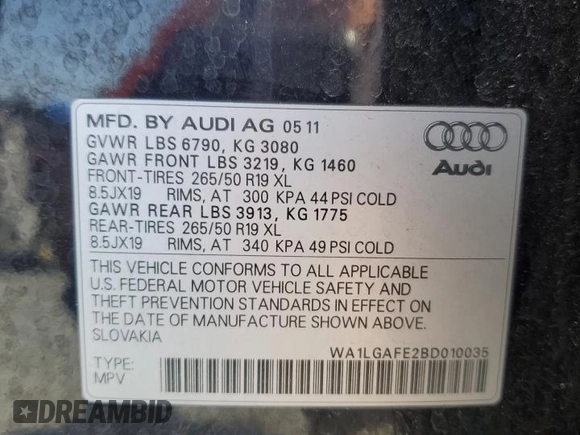 MFD. BY AUDI AG 05 11
GVWR LBS 6790, KG 3080
GAWR FRONT LBS 3219, KG 1460
FRONT-TIRES 265/50 R19 XL
8.5JX19 RIMS, AT 300 KPA 44 PSI COLD
GAWR REAR LBS 3913, KG 1775
REAR-TIRES 265/50 R19 XL
8.5JX19 RIMS, AT 340 KPA 49 PSI COLD
Audi
THIS VEHICLE CONFORMS TO ALL APPLICABLE
U.S. FEDERAL MOTOR VEHICLE SAFETY AND
THEFT PREVENTION STANDARDS IN EFFECT ON
THE DATE OF MANUFACTURE SHOWN ABOVE.
SLOVAKIA
WA1LGAFE2BD010035
TYPE:
MPV
DREAMBID